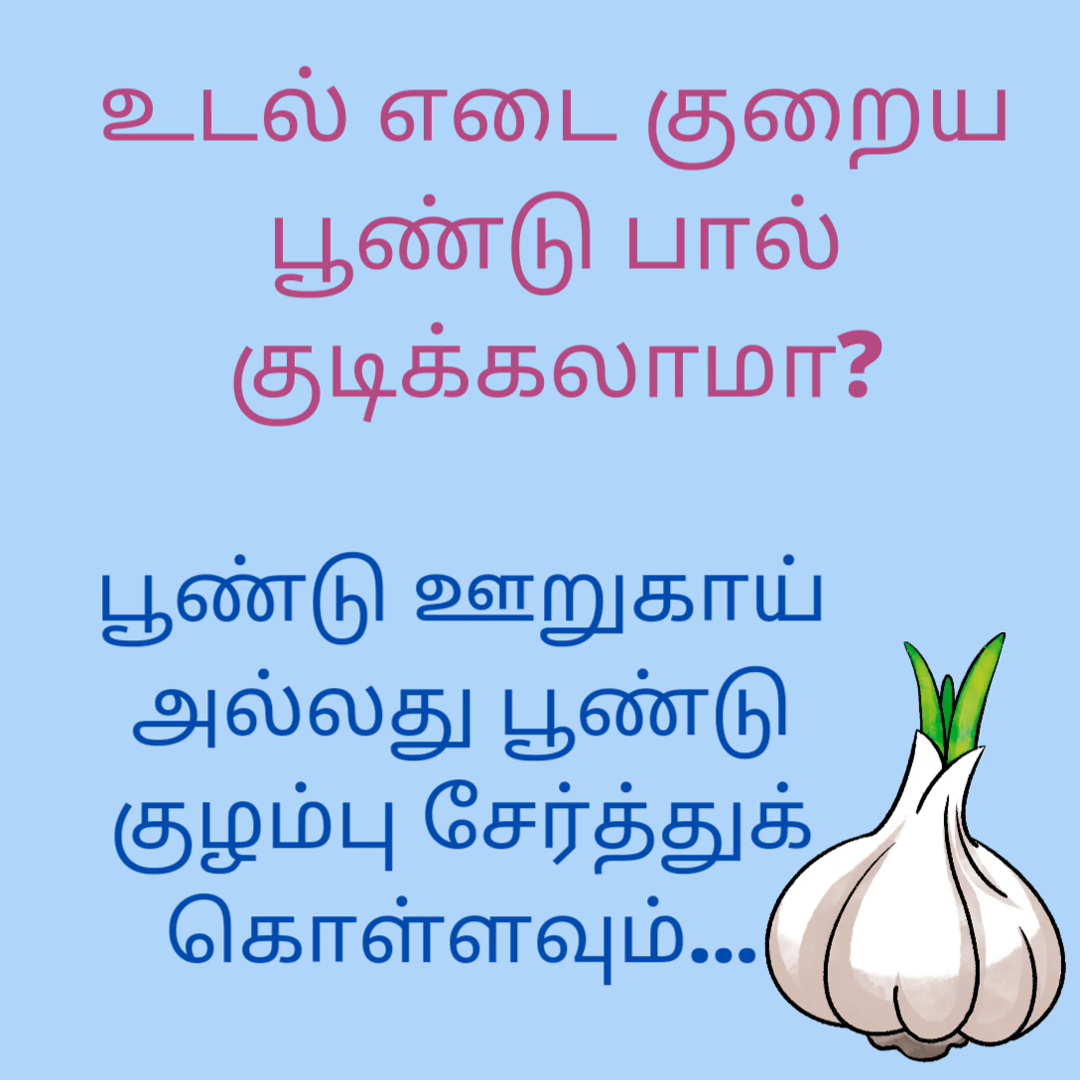 உடல் எடை குறைய
பூண்டு பால்
குடிக்கலாமா?
பூண்டு ஊறுகாய்
அல்லது பூண்டு
குழம்பு சேர்த்துக்
கொள்ளவும்...